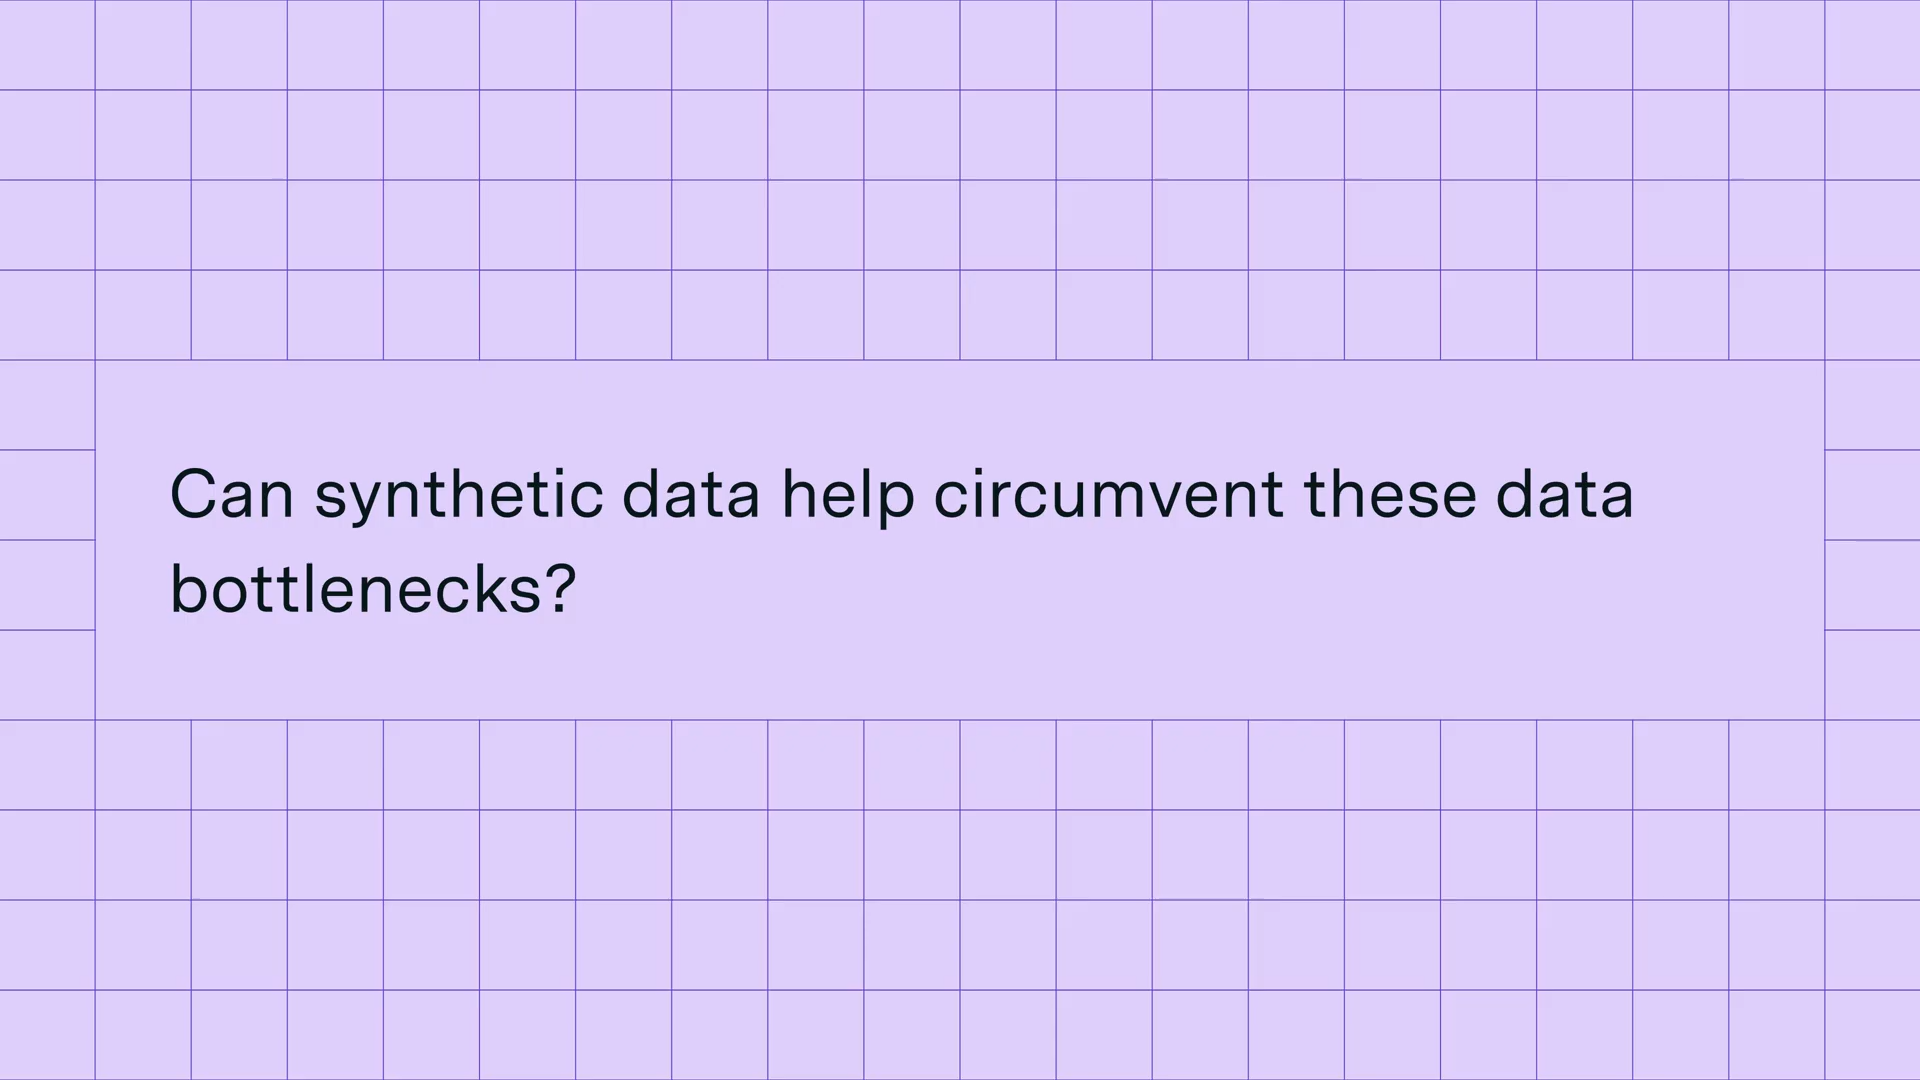 Can synthetic data help circumvent these data
bottlenecks?